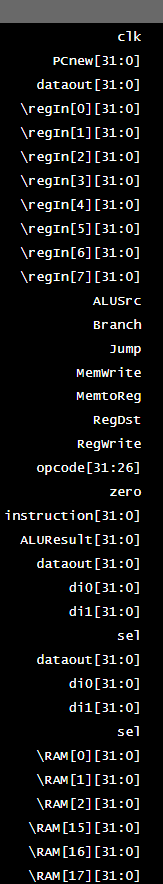 clk
PCnew[31:0]
dataout[31:0]
\regIn[0][31:0]
\regIn[1][31:0]
\regIn[2][31:0]
\regIn[3][31:0]
\regIn[4][31:0]
\regIn[5][31:0]
\regIn[6][31:0]
\regIn[7][31:0]
ALUSrc
Branch
Jump
MemWrite
MemtoReg
RegDst
RegWrite
opcode[31:26]
zero
instruction[31:0]
ALUResult[31:0]
dataout[31:0]
di0[31:0]
di1[31:0]
sel
dataout[31:0]
di0[31:0]
di1[31:0]
sel
\RAM[0][31:0]
\RAM[1][31:0]
\RAM[2][31:0]
\RAM[15][31:0]
\RAM[16][31:0]
\RAM[17][31:0]